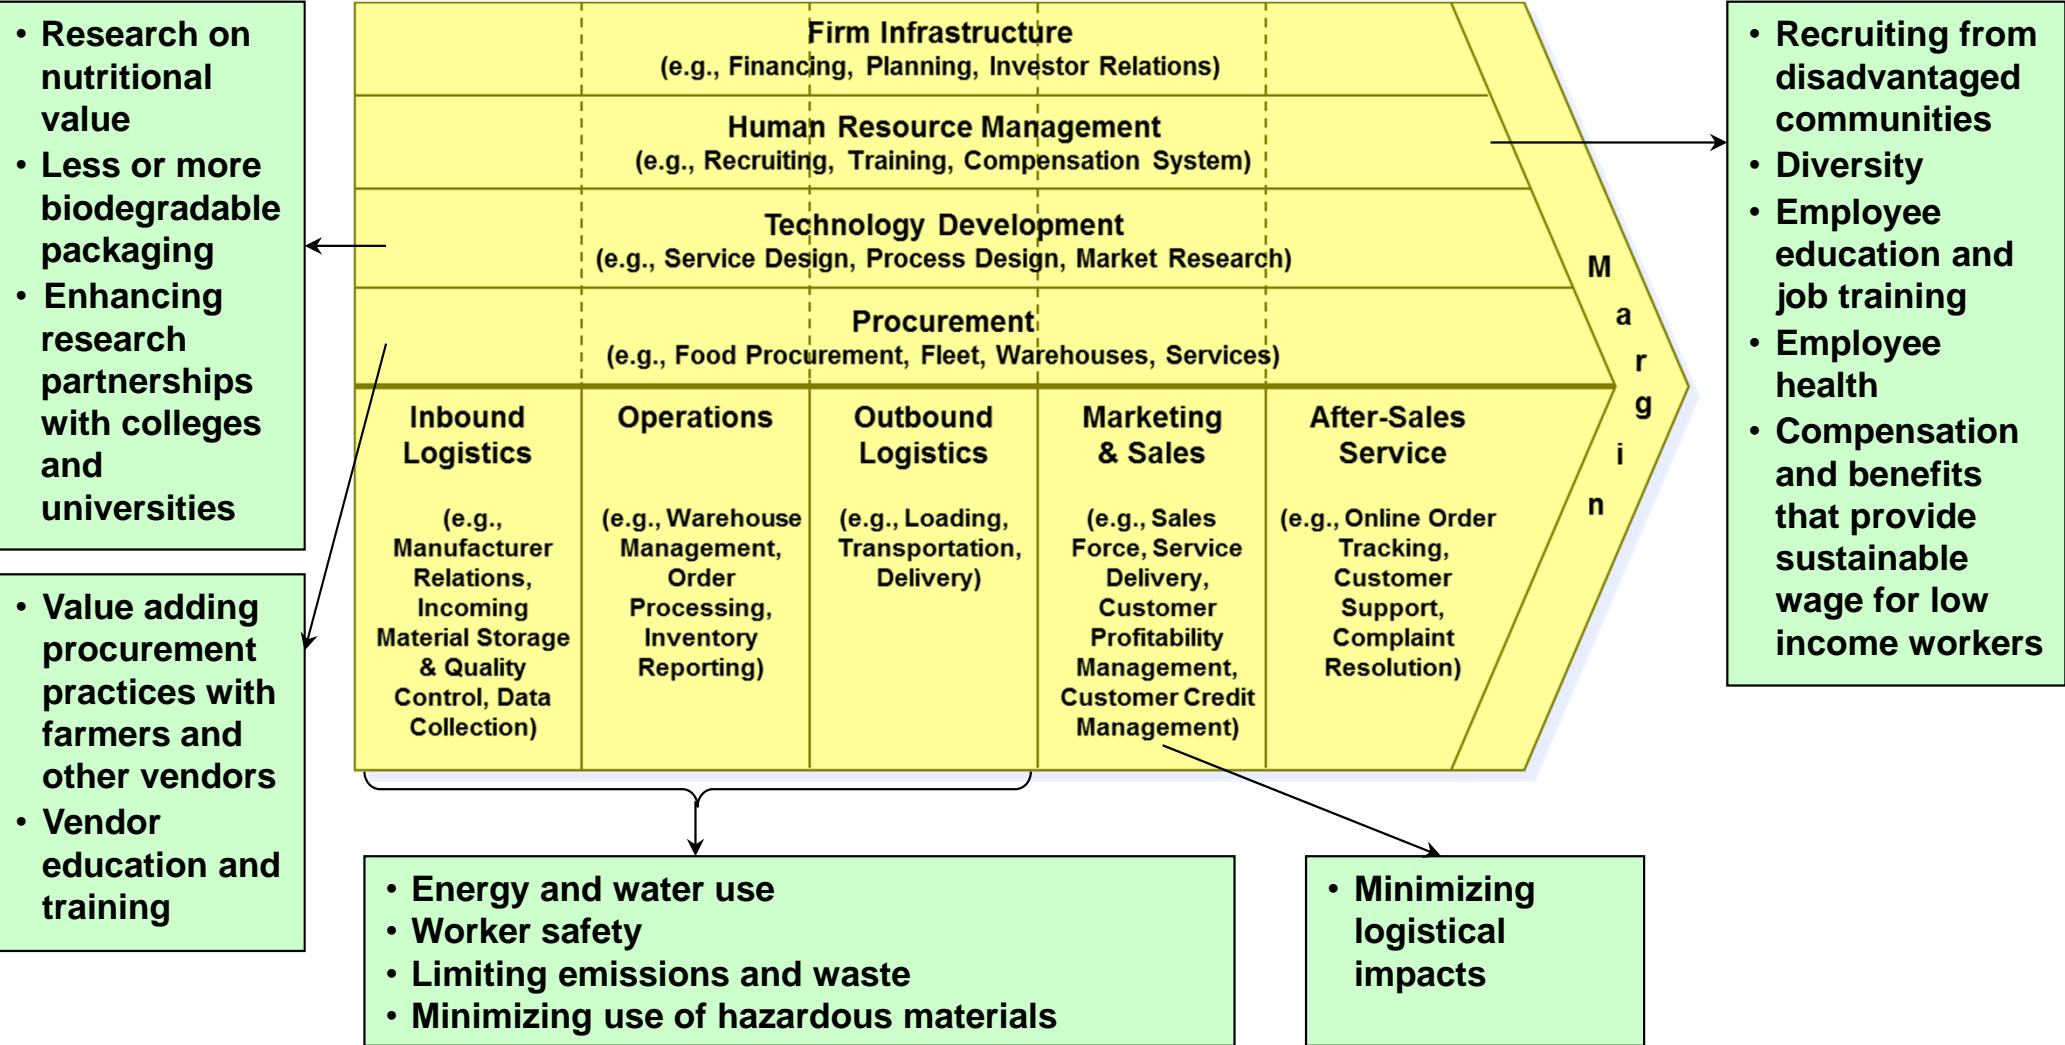 • Research on
nutritional
value
• Less or more
biodegradable
packaging
• Enhancing
research
partnerships
with colleges
and
universities
• Value adding
procurement
practices with
farmers and
other vendors
• Vendor
education and
training
Firm Infrastructure
(e.g., Financing, Planning, Investor Relations)
Human Resource Management
(e.g., Recruiting, Training, Compensation System)
Technology Development
(e.g., Service Design, Process Design, Market Research)
Procurement
(e.g., Food Procurement, Fleet, Warehouses, Services)
Inbound
Logistics
(e.g.,
Manufacturer
Relations,
Incoming
Material Storage
& Quality
Control, Data
Collection)
Operations
(e.g., Warehouse
Management,
Order
Processing,
Inventory
Reporting)
Outbound
Logistics
(e.g., Loading,
Transportation,
Delivery)
Marketing
& Sales
(e.g., Sales
Force, Service
Delivery,
Customer
Profitability
Management,
Customer Credit
Management)
After-Sales
Service
(e.g., Online Order
Tracking,
Customer
Support,
Complaint
Resolution)
M
a
r
g
i
n
• Recruiting from
disadvantaged
communities
• Diversity
• Employee
education and
job training
• Employee
health
• Compensation
and benefits
that provide
sustainable
wage for low
income workers
• Energy and water use
• Worker safety
• Limiting emissions and waste
• Minimizing use of hazardous materials
• Minimizing
logistical
impacts